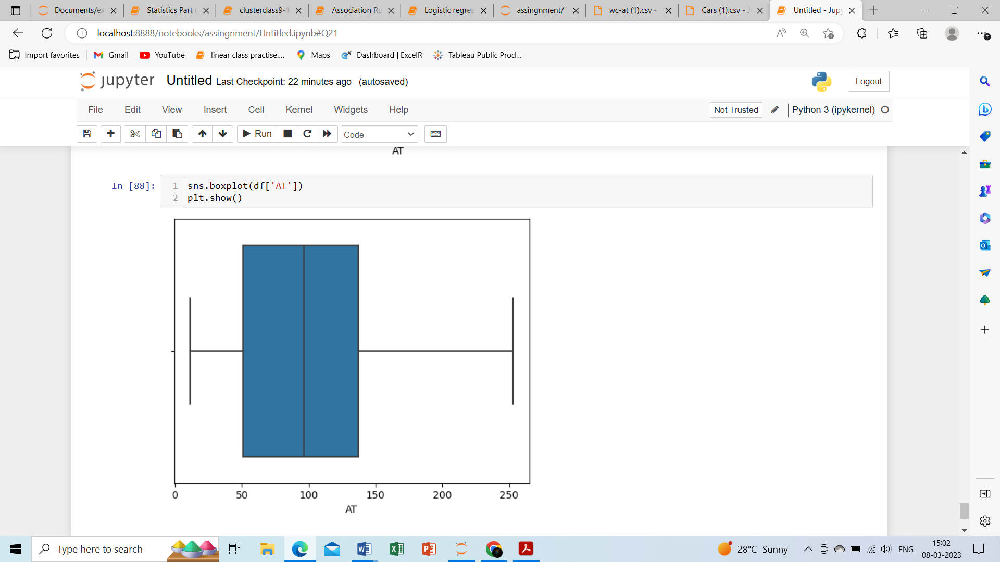 Documents/ex
Statistics Part (
clusterclass9-1
Association Ru
Logistic regres
assingnment/
wc-at (1).csv -
Cars (1).csv - J
Untitled - Jupy
localhost:8888/notebooks/assingnment/Untitled.ipynb#Q21
Import favorites
Gmail
YouTube
linear class practise....
Maps
Dashboard | ExcelR
Tableau Public Prod...
jupyter Untitled Last Checkpoint: 22 minutes ago (autosaved)
Logout
File Edit View Insert Cell Kernel Widgets Help
Not Trusted
Python 3 (ipykernel)
Run
Code
AT
In [88]:
1 sns.boxplot(df['AT'])
2 plt.show()
0 50 100 150 200 250
AT
Type here to search
28°C Sunny
ENG
15:02
08-03-2023